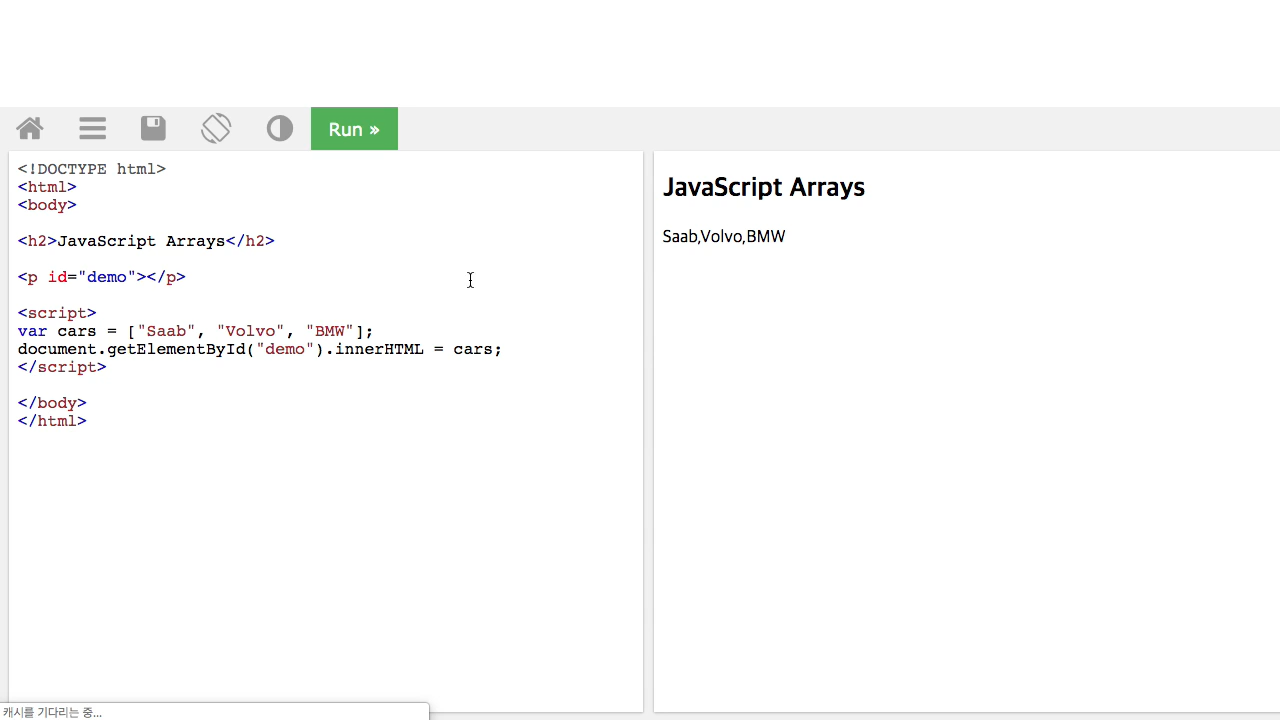 Run »
<!DOCTYPE html>
<html>
<body>
<h2>JavaScript Arrays</h2>
<p id="demo"></p>
<script>
var cars = ["Saab", "Volvo", "BMW"];
document.getElementById("demo").innerHTML = cars;
</script>
</body>
</html>
JavaScript Arrays
Saab,Volvo,BMW
캐시를 기다리는 중...